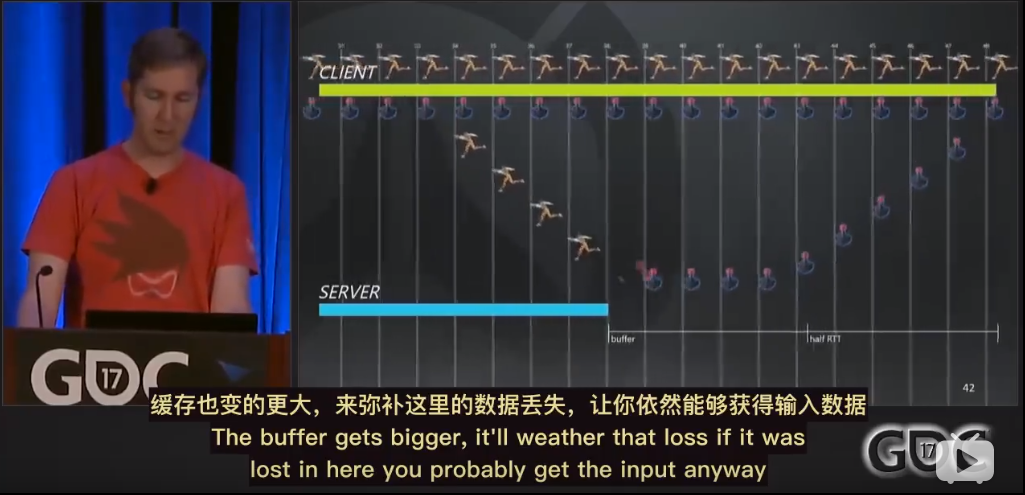 CLIENT
SERVER
buffer
half RTT
42
GDC
17
缓存也变的更大，来弥补这里的数据丢失，让你依然能够获得输入数据
The buffer gets bigger, it'll weather that loss if it was
lost in here you probably get the input anyway
GDC
17